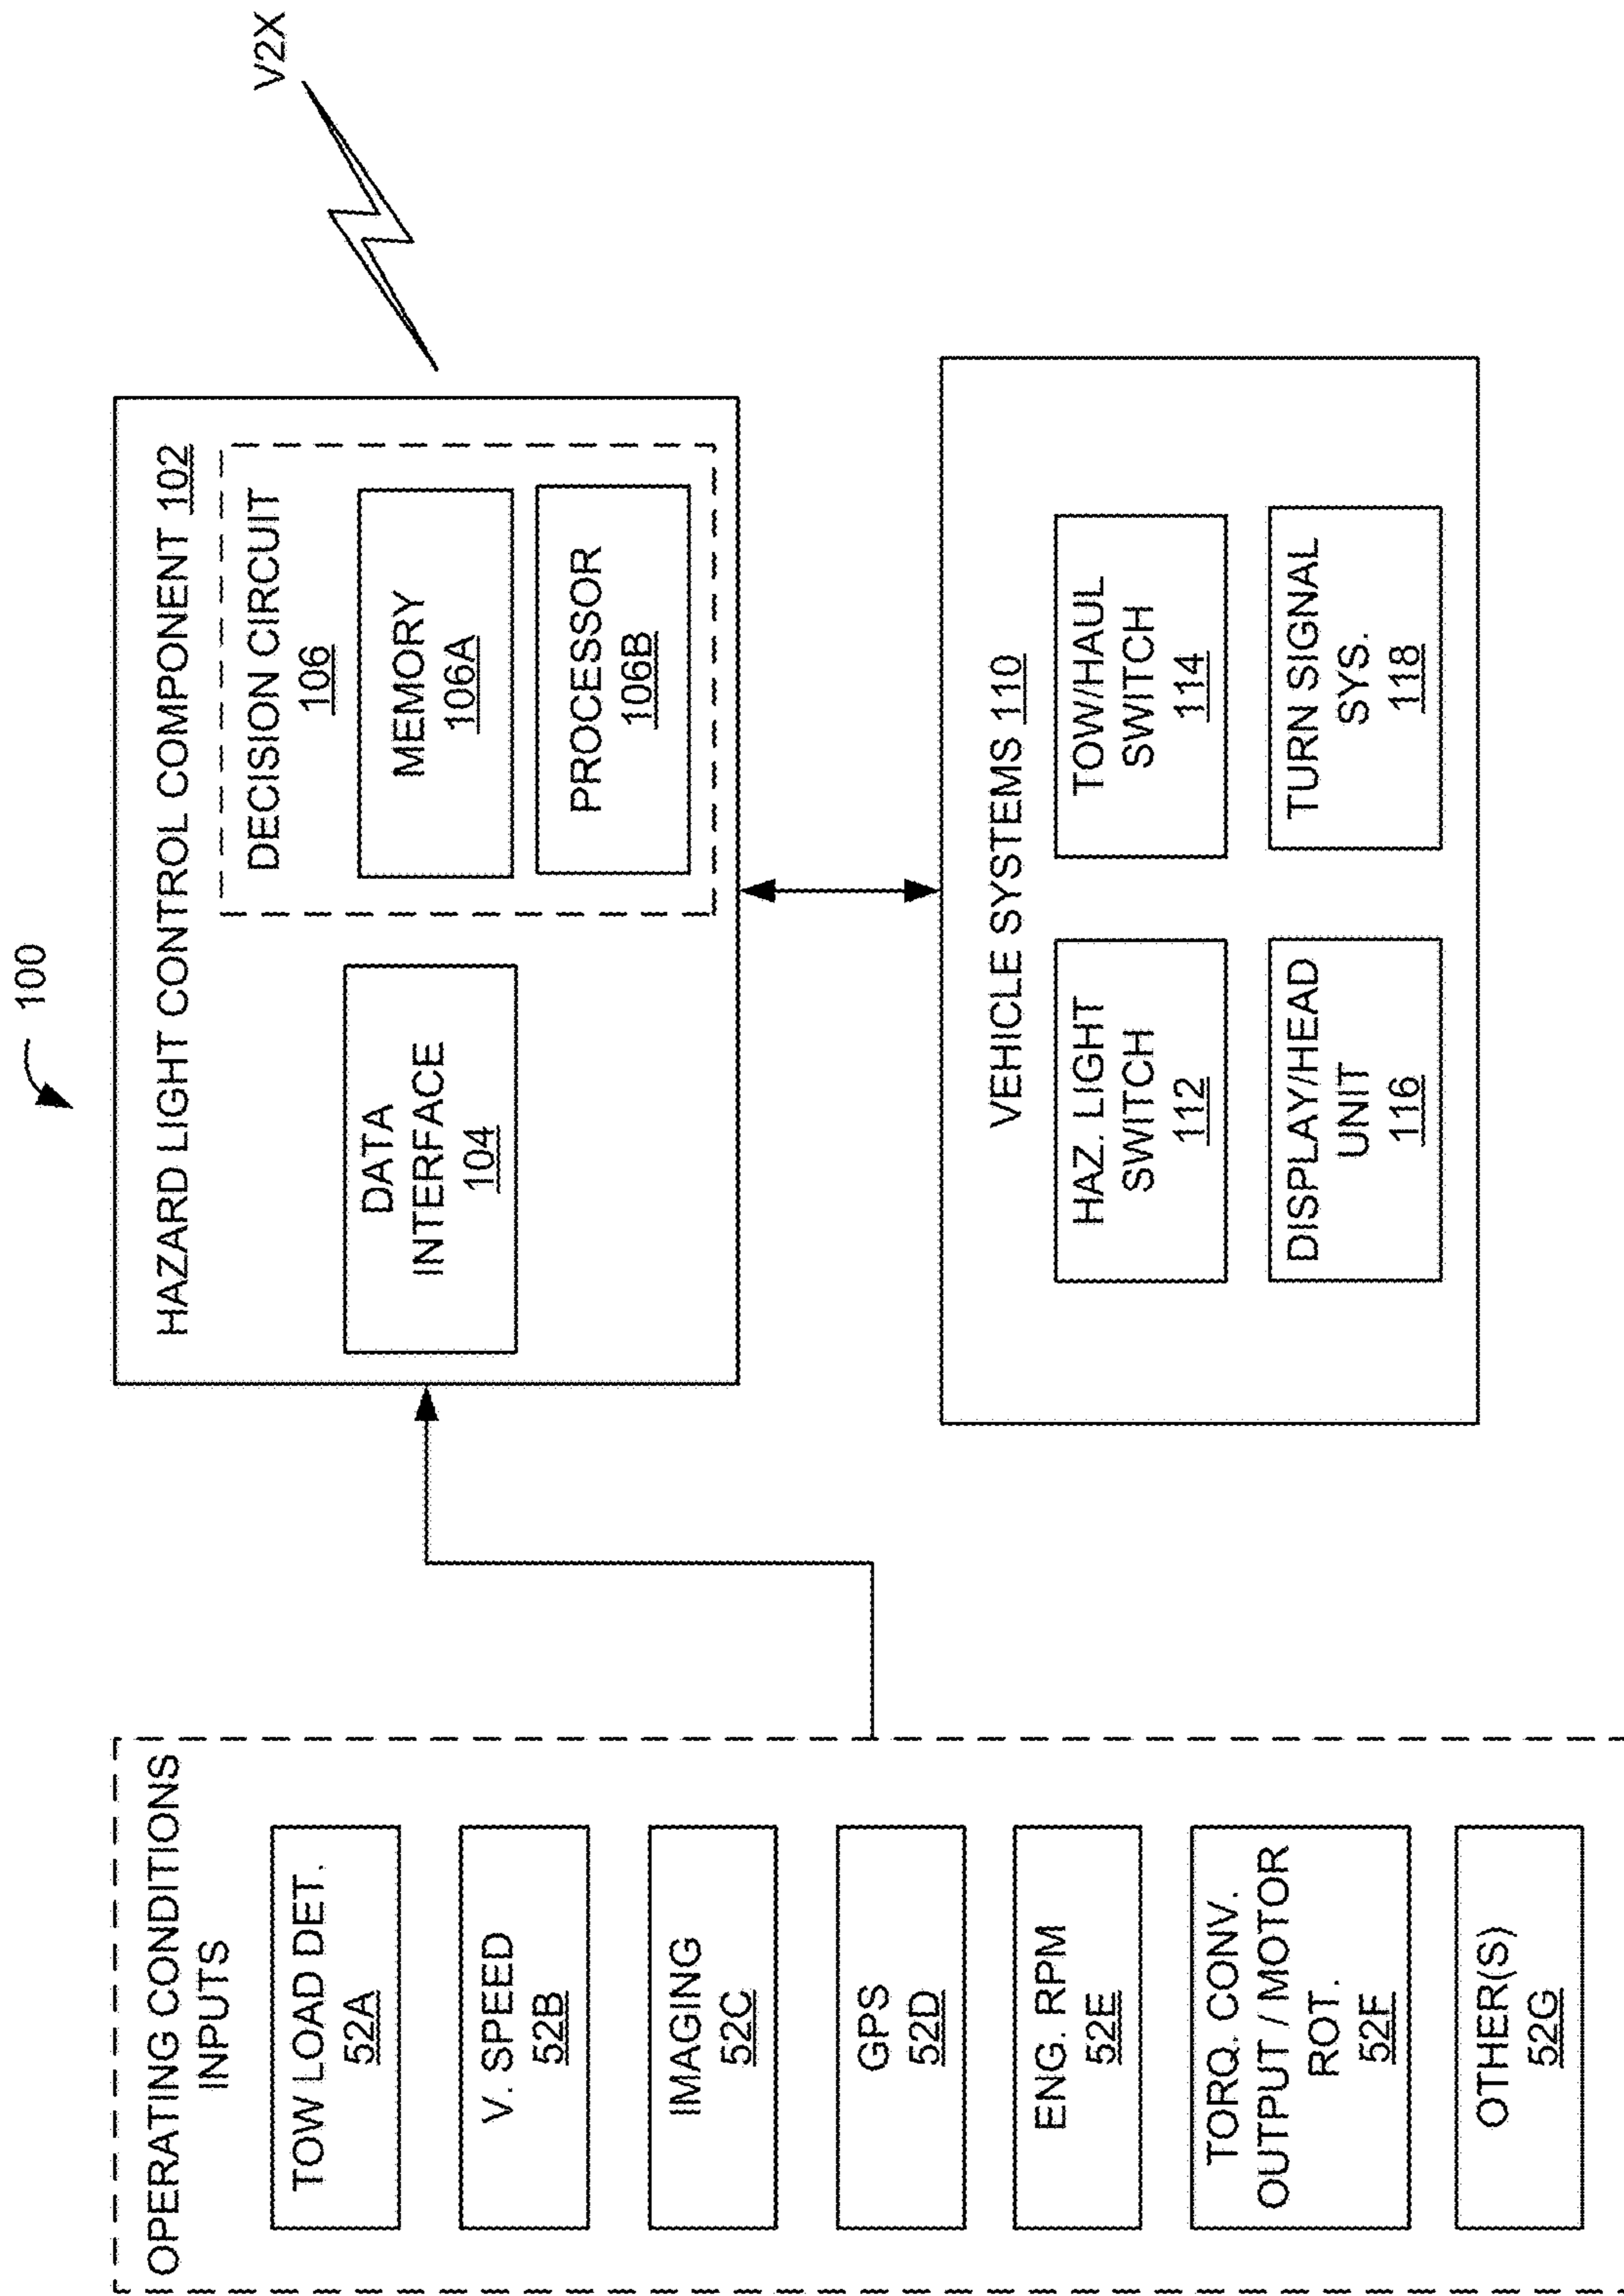 100
OPERATING CONDITIONS
INPUTS
TOW LOAD DET.
52A
V. SPEED
52B
IMAGING
52C
GPS
52D
ENG. RPM
52E
TORQ. CONV.
OUTPUT / MOTOR
ROT.
52F
OTHER(S)
52G
HAZARD LIGHT CONTROL COMPONENT 102
DATA
INTERFACE
104
DECISION CIRCUIT
106
MEMORY
106A
PROCESSOR
106B
V2X
VEHICLE SYSTEMS 110
HAZ. LIGHT
SWITCH
112
TOW/HAUL
SWITCH
114
DISPLAY/HEAD
UNIT
116
TURN SIGNAL
SYS.
118